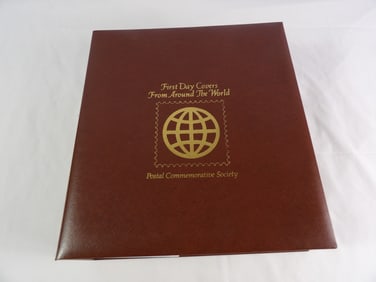 First Day Covers
From Around The World
Postal Commemorative Society